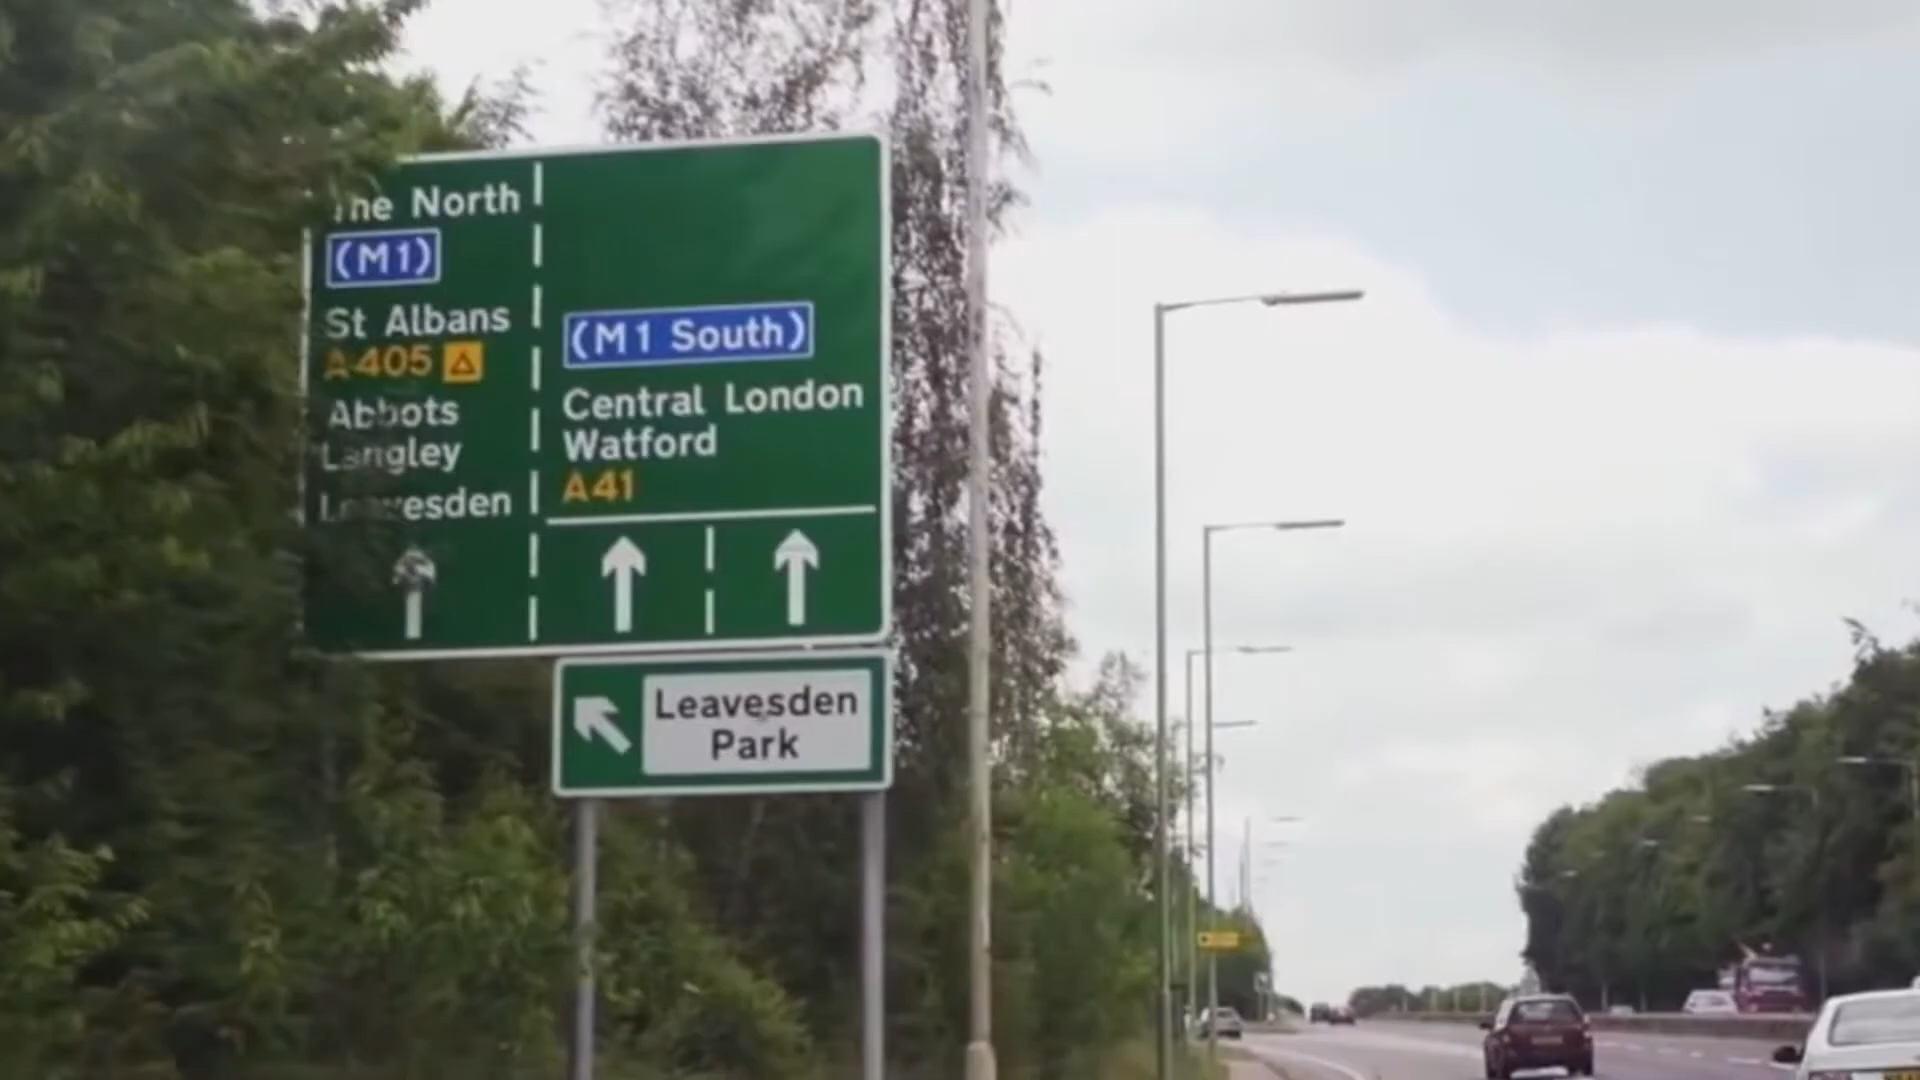 The North
(M1)
St Albans
A405
Abbots
Langley
Leavesden
(M1 South)
Central London
Watford
A41
Leavesden
Park